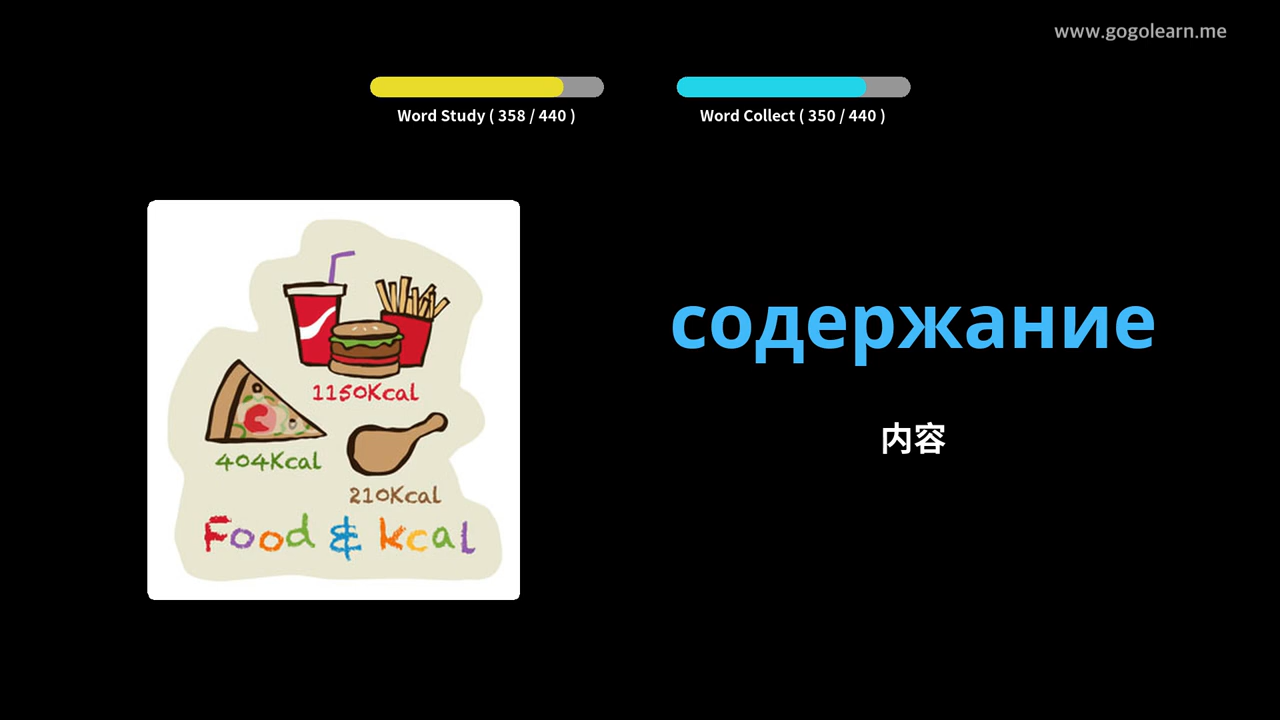 www.gogolearn.me
Word Study ( 358 / 440 )
Word Collect ( 350 / 440 )
1150Kcal
404Kcal
210Kcal
Food & kcal
содержание
内容